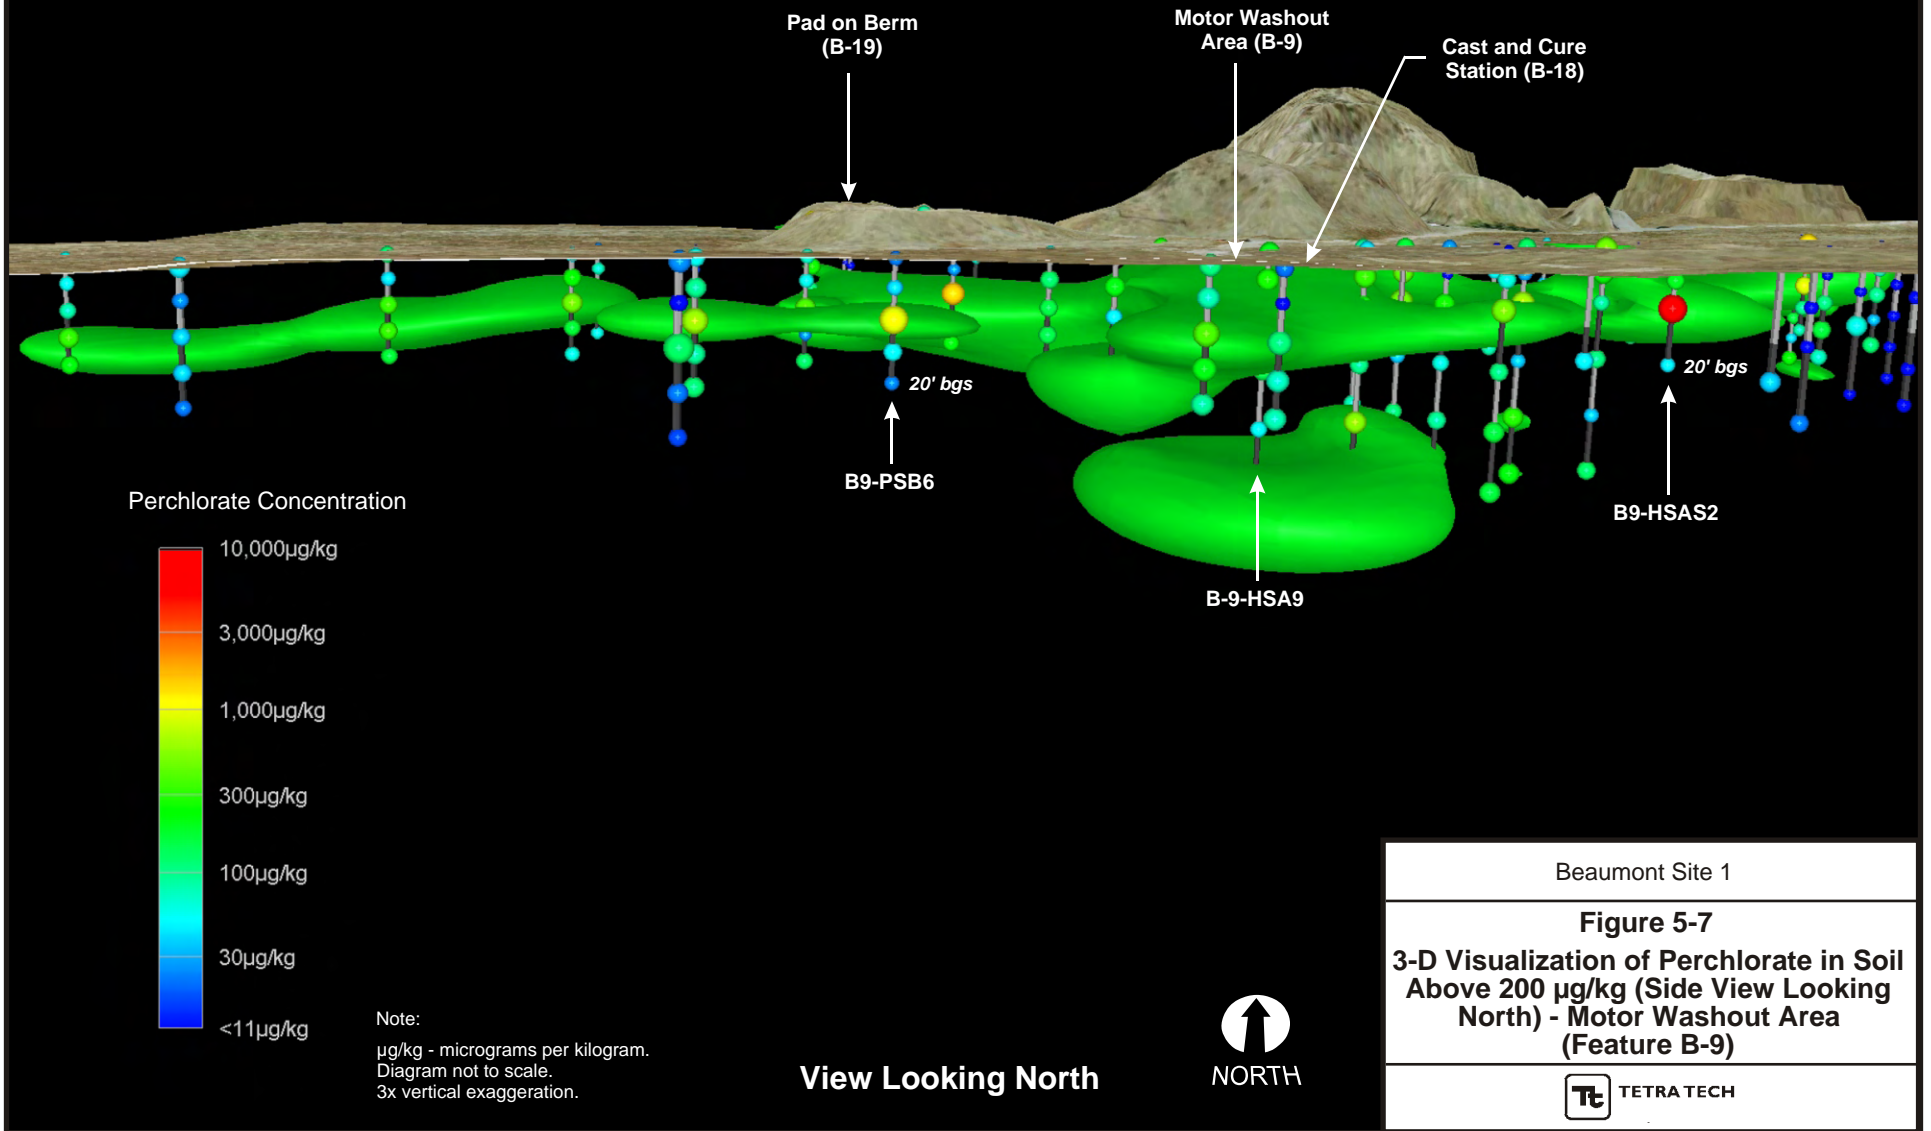 Pad on Berm
(B-19)
Motor Washout
Area (B-9)
Cast and Cure
Station (B-18)
20' bgs
B9-PSB6
20' bgs
B9-HSAS2
B-9-HSA9
Perchlorate Concentration
10,000µg/kg
3,000µg/kg
1,000µg/kg
300µg/kg
100µg/kg
30µg/kg
<11µg/kg
Note:
µg/kg - micrograms per kilogram.
Diagram not to scale.
3x vertical exaggeration.
View Looking North
NORTH
Beaumont Site 1
Figure 5-7
3-D Visualization of Perchlorate in Soil
Above 200 µg/kg (Side View Looking
North) - Motor Washout Area
(Feature B-9)
Tt TETRA TECH